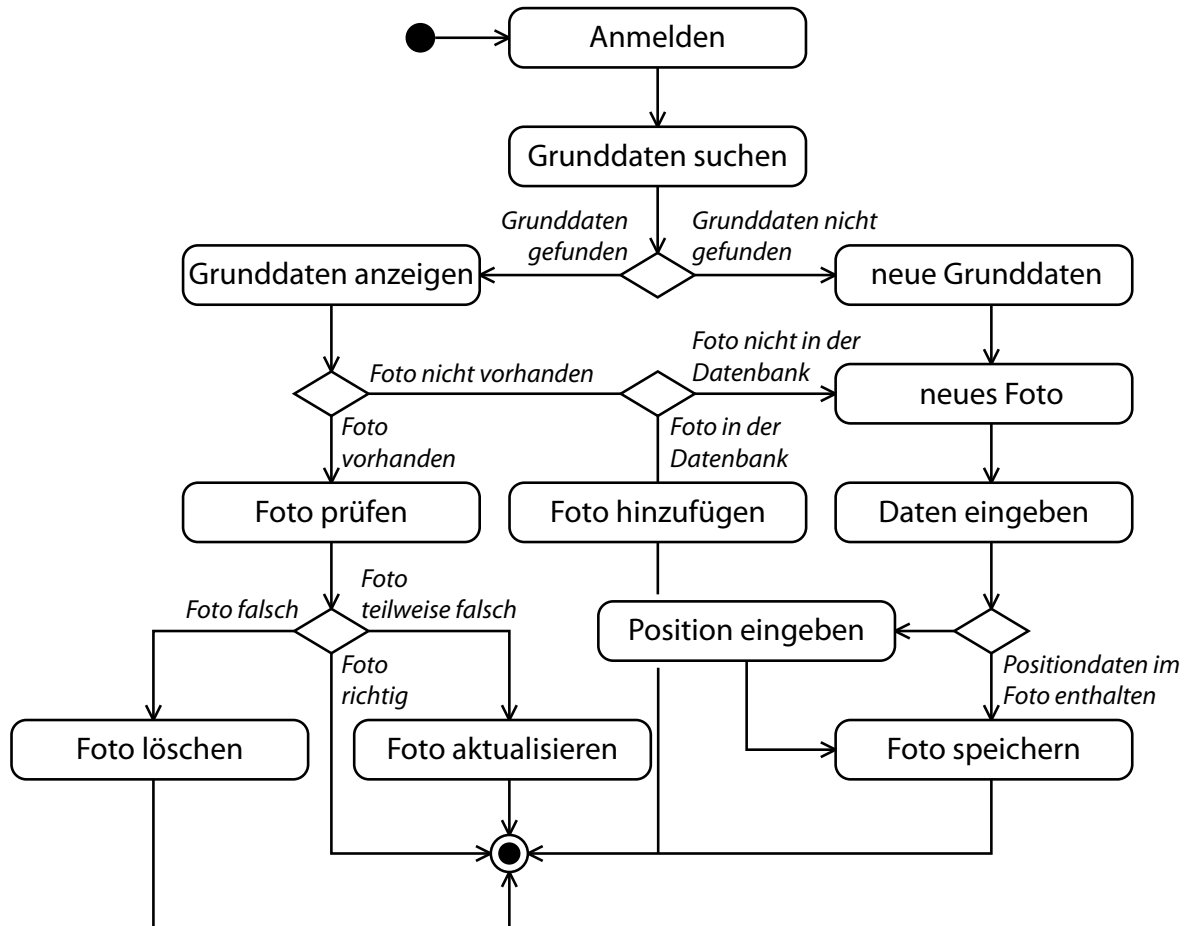 Anmelden
Grunddaten suchen
Grunddaten
gefunden
Grunddaten nicht
gefunden
Grunddaten anzeigen
neue Grunddaten
Foto nicht vorhanden
Foto nicht in der
Datenbank
neues Foto
Foto
vorhanden
Foto in der
Datenbank
Foto prüfen
Foto hinzufügen
Daten eingeben
Foto falsch
Foto
teilweise falsch
Position eingeben
Foto
richtig
Positiondaten im
Foto enthalten
Foto löschen
Foto aktualisieren
Foto speichern